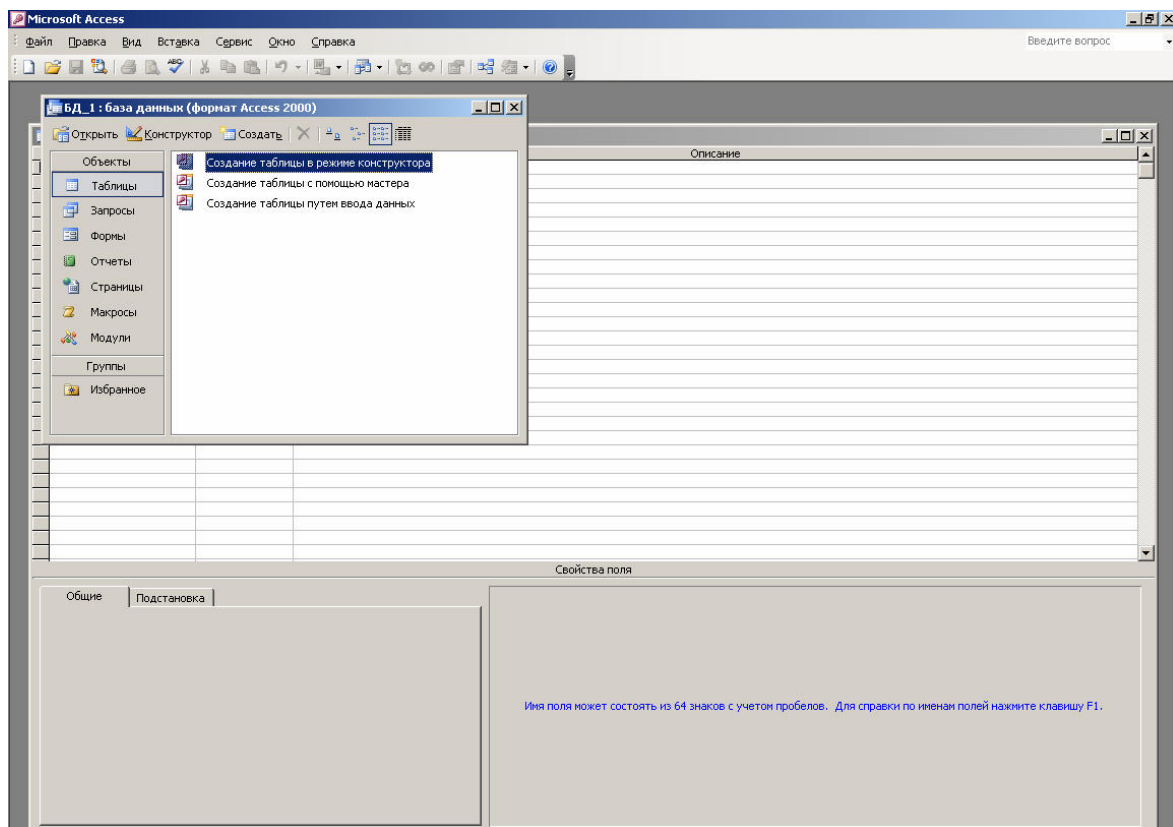 Microsoft Access
Файл Правка Вид Вставка Сервис Окно Справка Введите вопрос
БД_1 : база данных (формат Access 2000)
Открыть Конструктор Создать
Объекты
Таблицы
Запросы
Формы
Отчеты
Страницы
Макросы
Модули
Группы
Избранное
Создание таблицы в режиме конструктора
Создание таблицы с помощью мастера
Создание таблицы путем ввода данных
Описание
Свойства поля
Общие Подстановка
Имя поля может состоять из 64 знаков с учетом пробелов. Для справки по именам полей нажмите клавишу F1.